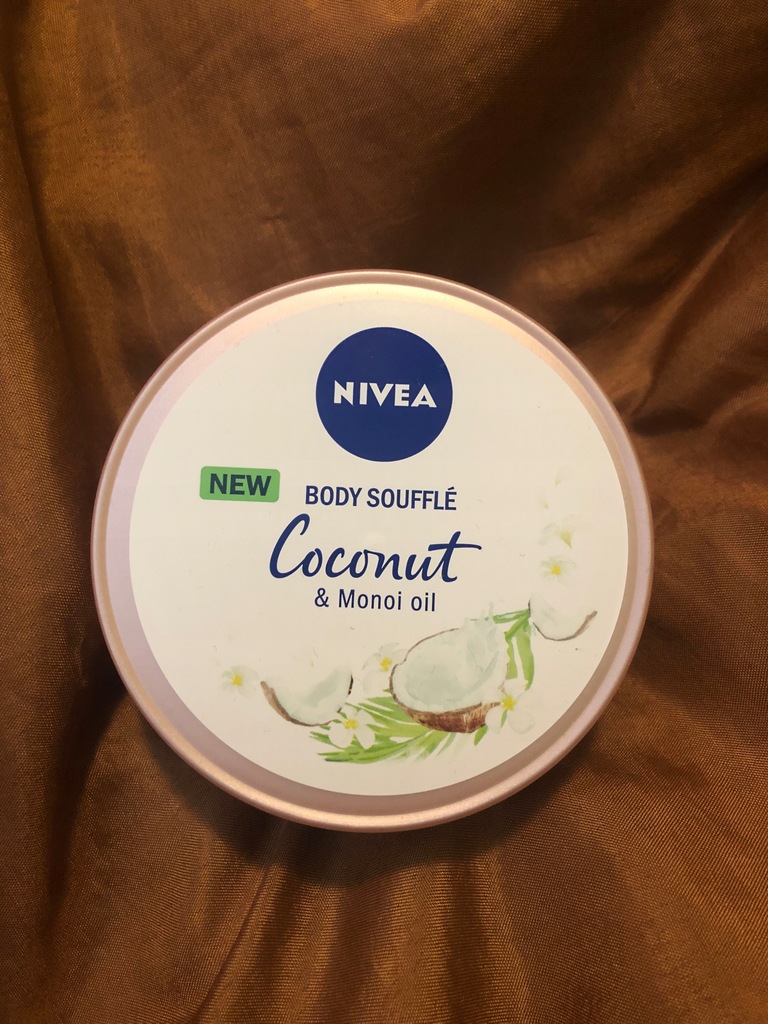 NIVEA
NEW
BODY SOUFFLÉ
Coconut
& Monoi oil